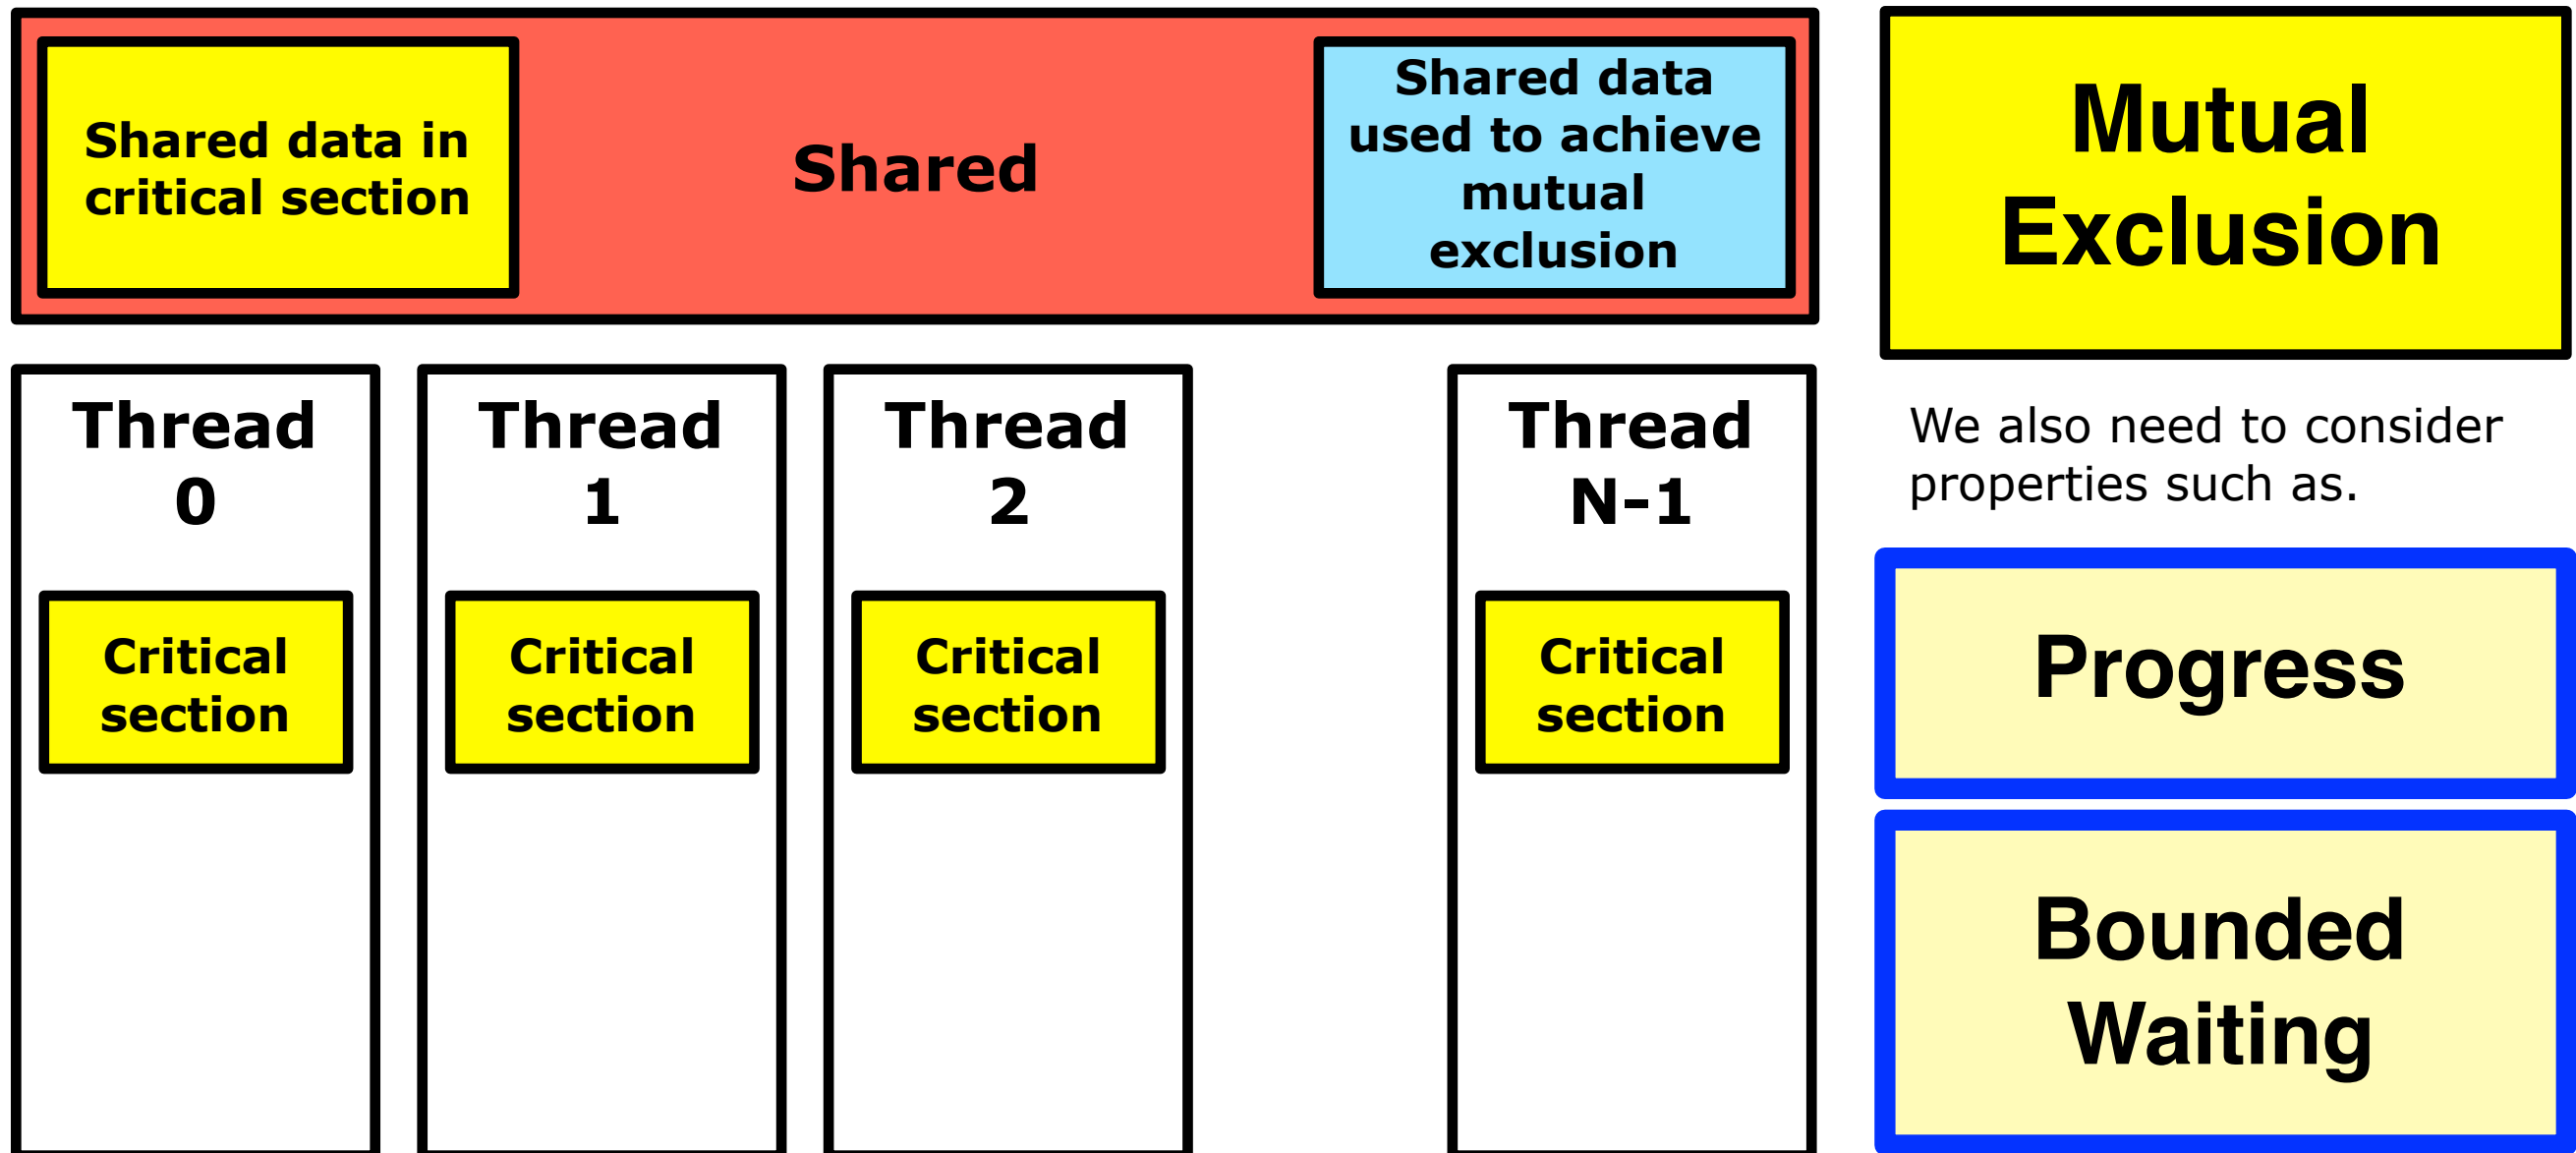 Shared data in
critical section
Shared
Shared data
used to achieve
mutual
exclusion
Mutual
Exclusion
Thread
0
Thread
1
Thread
2
Thread
N-1
We also need to consider
properties such as.
Critical
section
Critical
section
Critical
section
Critical
section
Progress
Bounded
Waiting